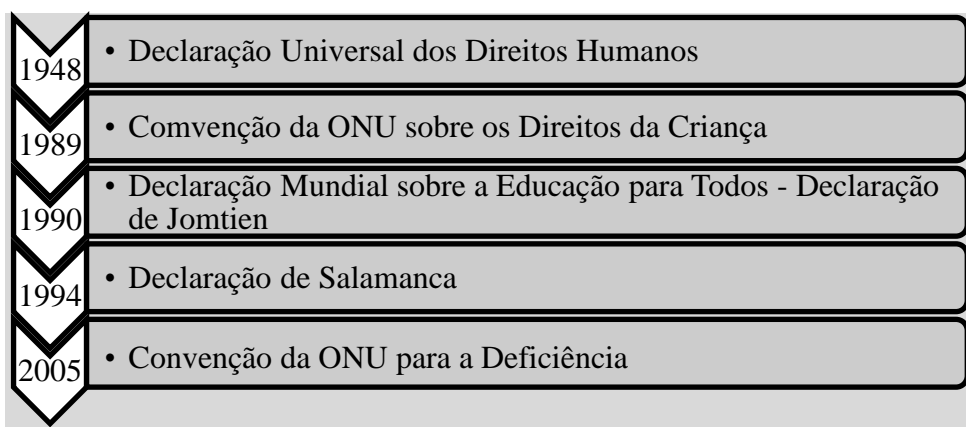 1948
• Declaração Universal dos Direitos Humanos
1989
• Comvenção da ONU sobre os Direitos da Criança
1990
• Declaração Mundial sobre a Educação para Todos - Declaração
de Jomtien
1994
• Declaração de Salamanca
2005
• Convenção da ONU para a Deficiência